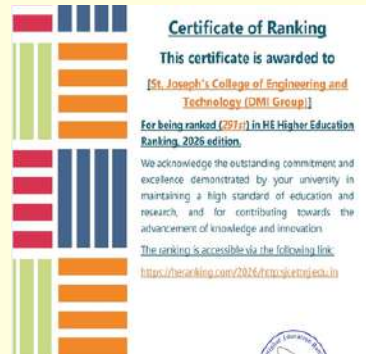 Certificate of Ranking
This certificate is awarded to
[St. Joseph's College of Engineering and
Technology (DMI Group)]
For being ranked (291st) in HE Higher Education
Ranking, 2026 edition.
We acknowledge the outstanding commitment and
excellence demonstrated by your university in
maintaining a high standard of education and
research, and for contributing towards the
advancement of knowledge and innovation
The ranking is accessible via the following link: